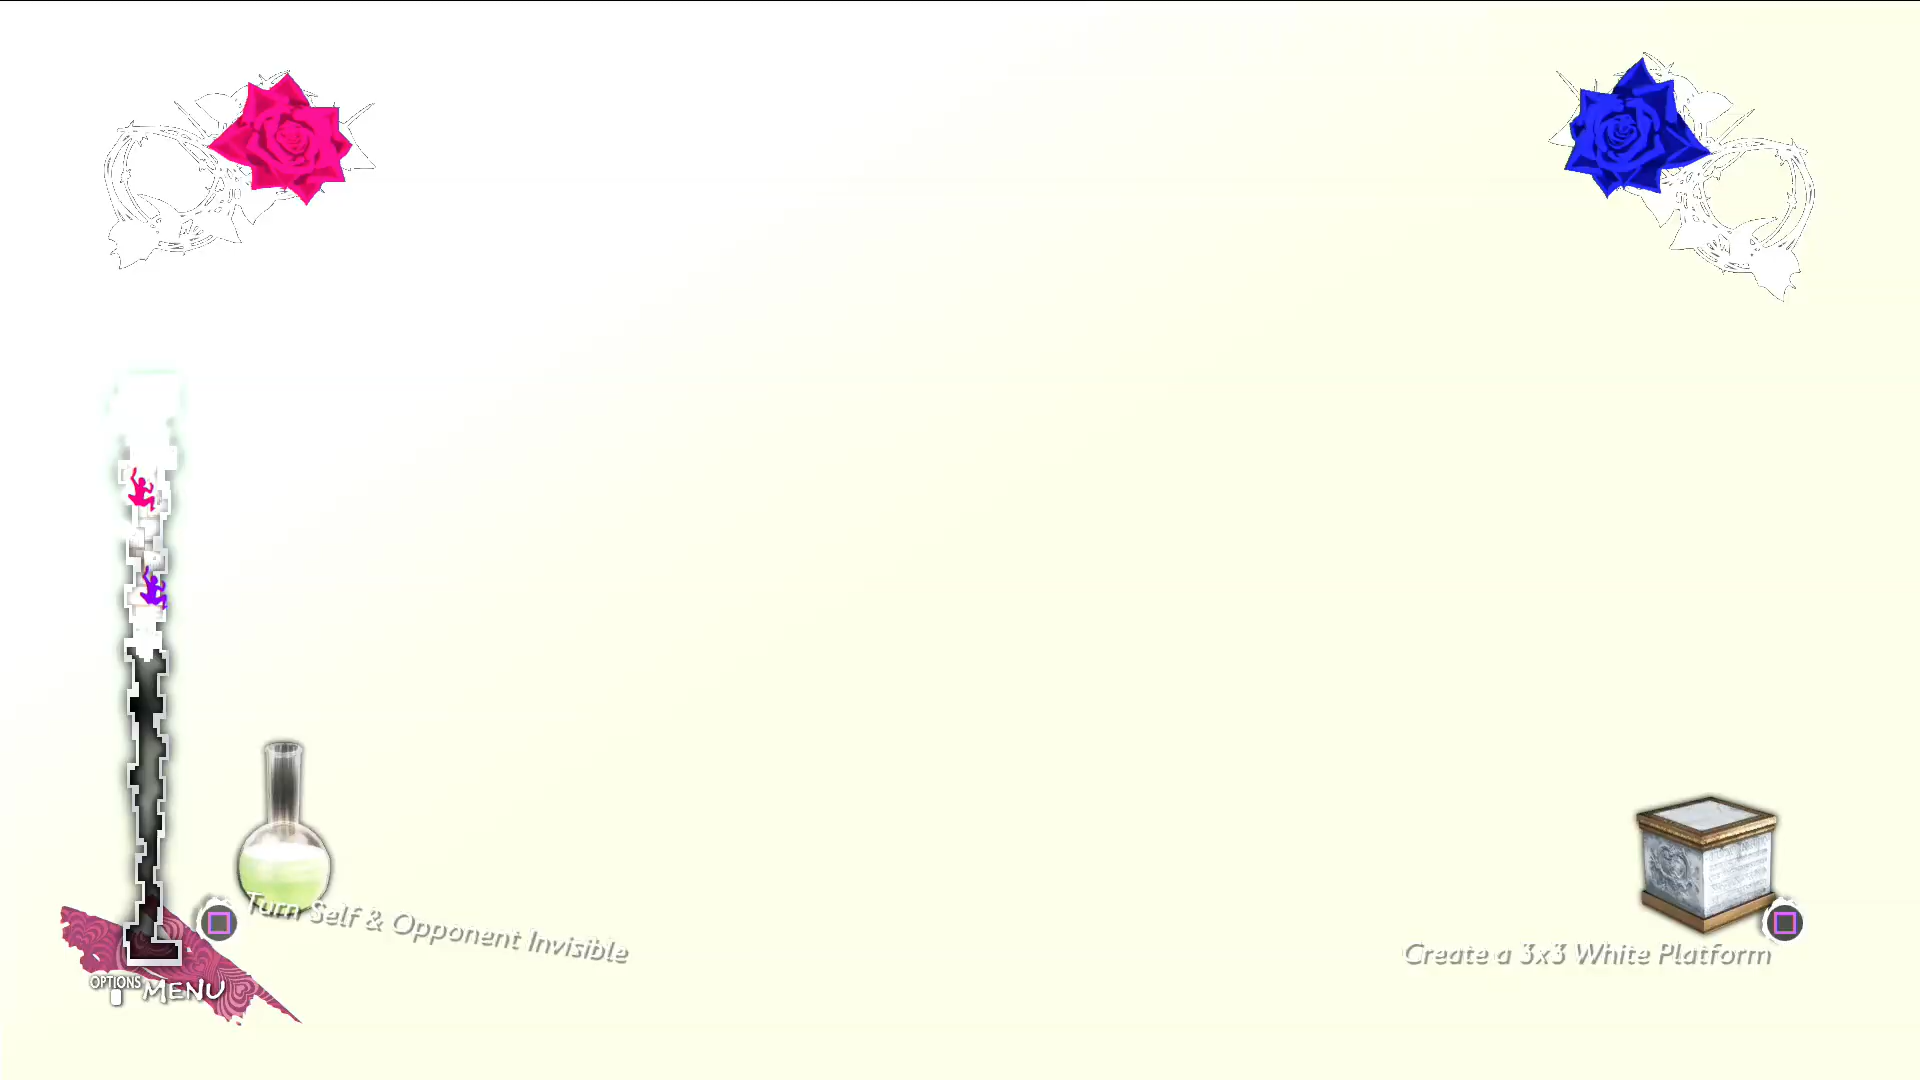 Turn Self & Opponent Invisible
Create a 3x3 White Platform
OPTIONS
MENU